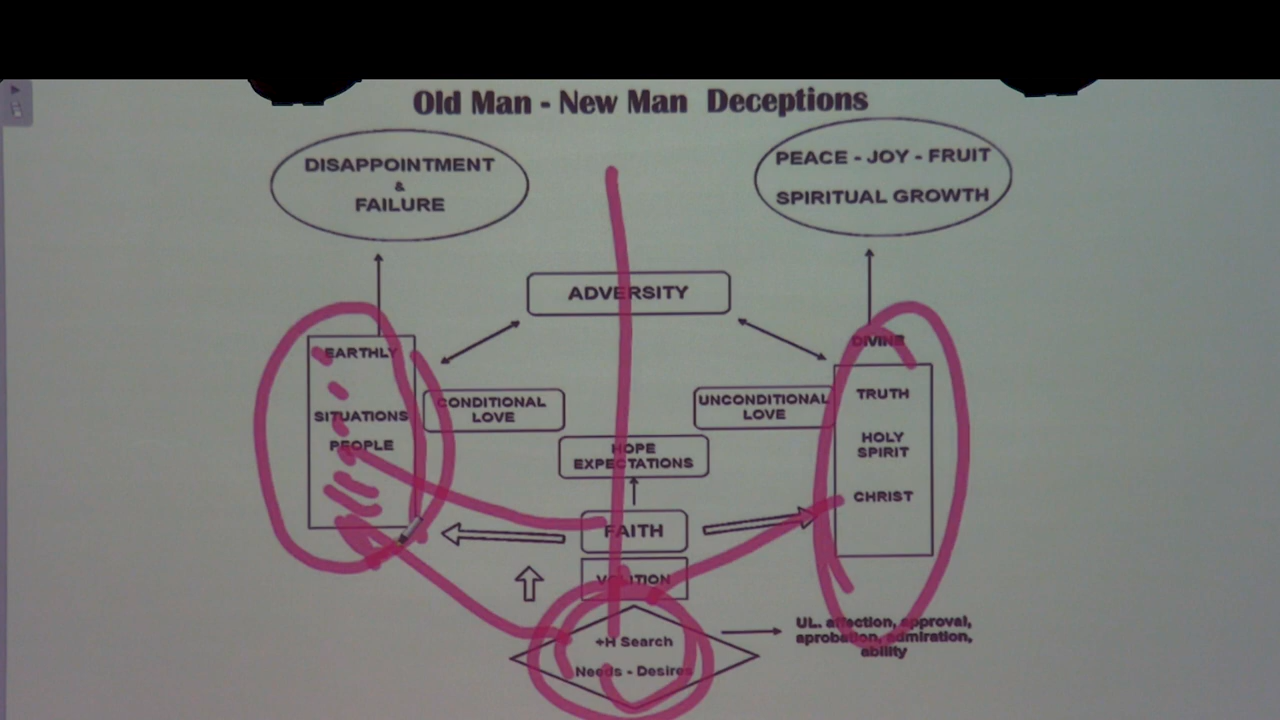 Old Man - New Man Deceptions
DISAPPOINTMENT
&
FAILURE
PEACE - JOY - FRUIT
SPIRITUAL GROWTH
ADVERSITY
EARTHLY
SITUATIONS
PEOPLE
CONDITIONAL
LOVE
UNCONDITIONAL
LOVE
HOPE
EXPECTATIONS
DIVINE
TRUTH
HOLY
SPIRIT
CHRIST
FAITH
VOLITION
+H Search
Needs - Desires
UL. affection, approval,
aprobation, admiration,
ability